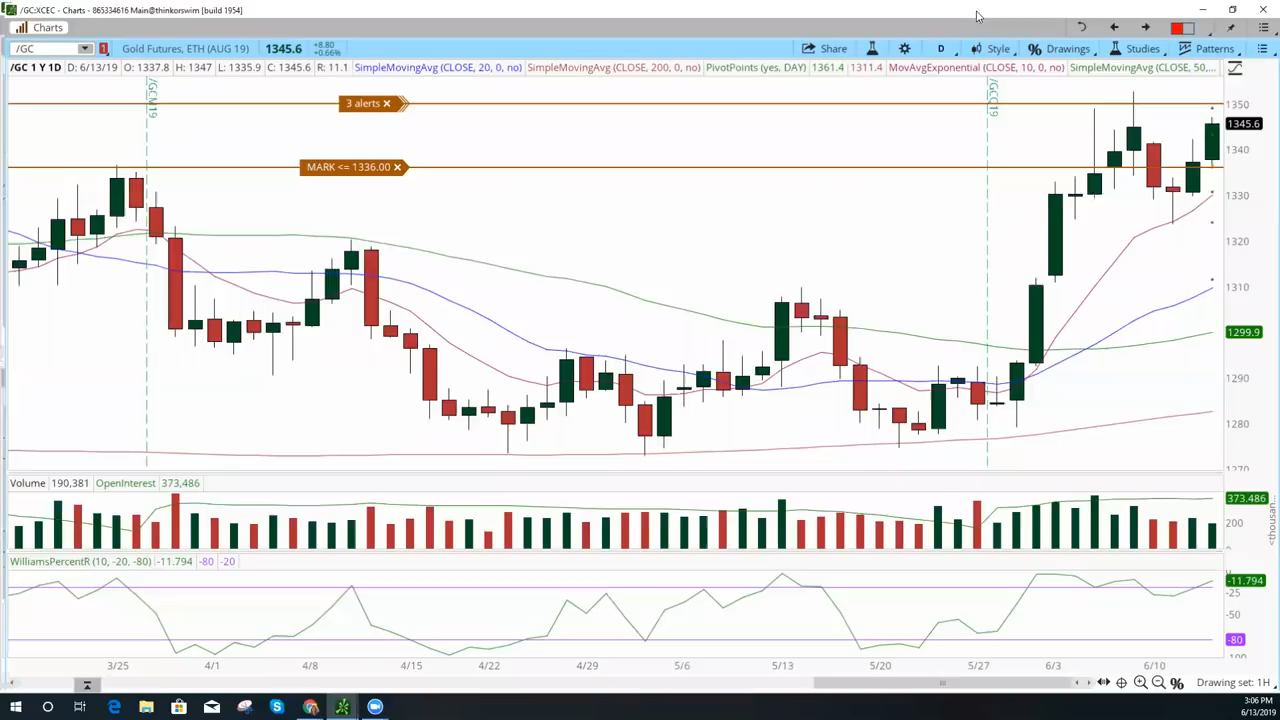 /GC:XCEC - Charts - 865334616 Main@thinkorswim [build 1954]
Charts
/GC
1
Gold Futures, ETH (AUG 19)
1345.6
+8.80
+0.66%
Share
D
Style
Drawings
Studies
Patterns
/GC 1 Y 1D D: 6/13/19 O: 1337.8 H: 1347 L: 1335.9 C: 1345.6 R: 11.1 SimpleMovingAvg (CLOSE, 20, 0, no) SimpleMovingAvg (CLOSE, 200, 0, no) PivotPoints (yes, DAY) 1361.4 1311.4 MovAvgExponential (CLOSE, 10, 0, no) SimpleMovingAvg (CLOSE, 50,...
/GCM19
/GCQ19
3 alerts
MARK <= 1336.00
1350
1345.6
1340
1330
1320
1310
1299.9
1290
1280
1270
Volume 190,381 OpenInterest 373,486
373.486
200
<thousan...
WilliamsPercentR (10, -20, -80) -11.794 -80 -20
-11.794
-25
-50
-80
-100
3/25 4/1 4/8 4/15 4/22 4/29 5/6 5/13 5/20 5/27 6/3 6/10
Drawing set: 1H
3:06 PM
6/13/2019